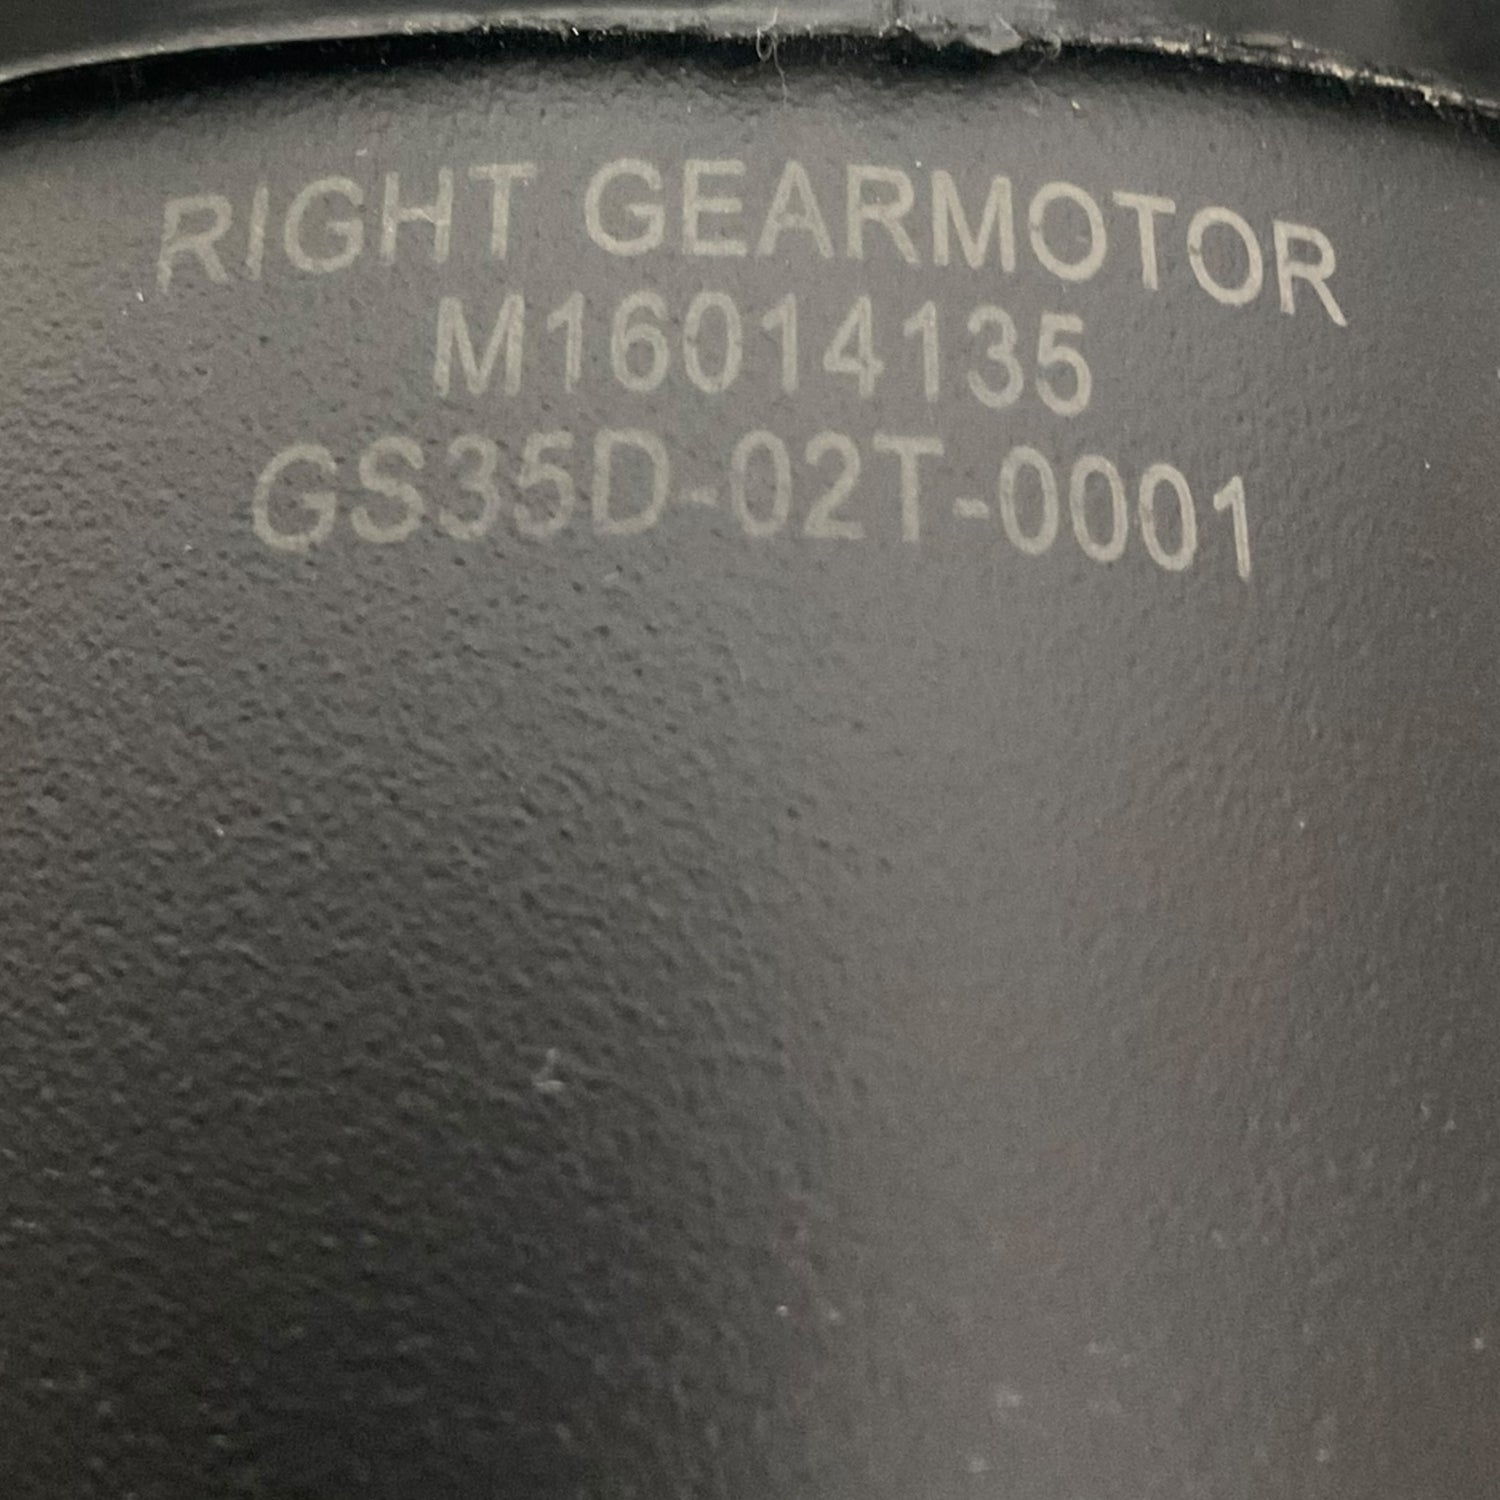 RIGHT GEARMOTOR
M16014135
GS35D-02T-0001